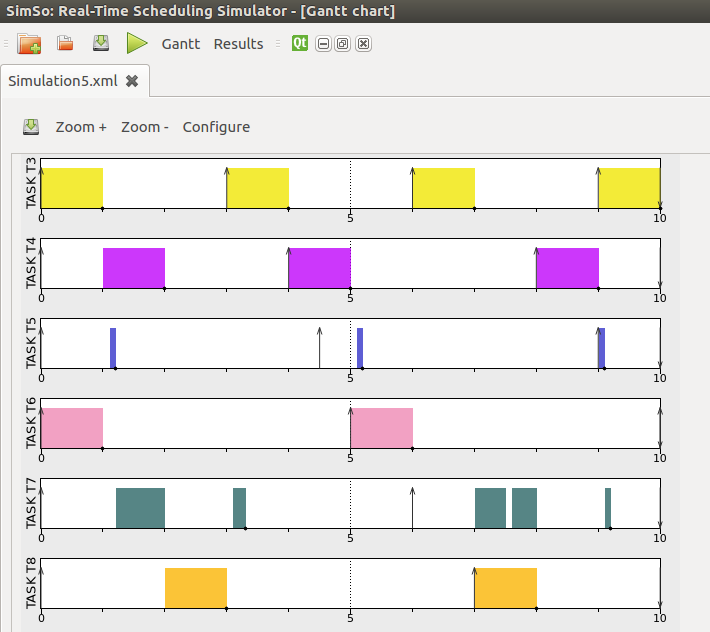 SimSo: Real-Time Scheduling Simulator - [Gantt chart]
Gantt Results Qt
Simulation5.xml
Zoom + Zoom - Configure
TASK T3
0 5 10
TASK T4
0 5 10
TASK T5
0 5 10
TASK T6
0 5 10
TASK T7
0 5 10
TASK T8
0 5 10